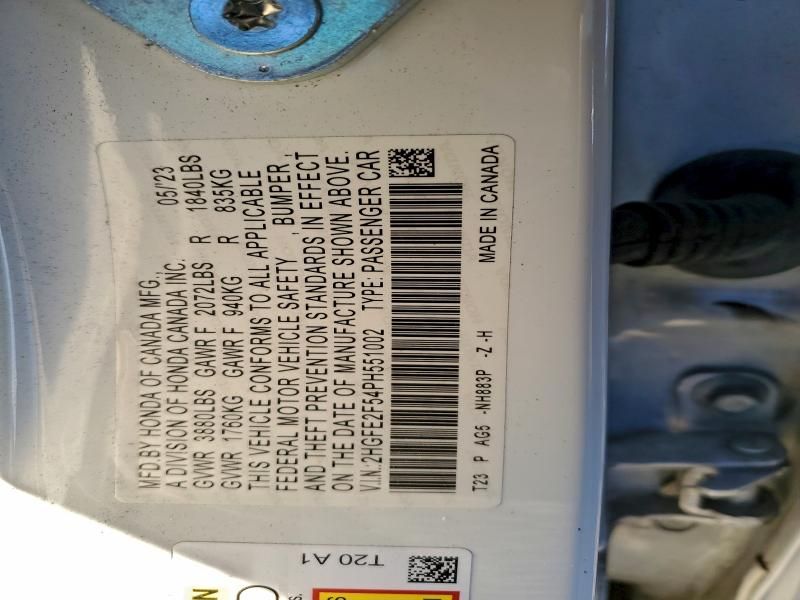 MFD.BY HONDA OF CANADA MFG., 05/'23
A DIVISION OF HONDA CANADA INC.
GVWR 3880LBS GAWR F 2072LBS R 1840LBS
GVWR 1760KG GAWR F 940KG R 835KG
THIS VEHICLE CONFORMS TO ALL APPLICABLE
FEDERAL MOTOR VEHICLE SAFETY , BUMPER ,
AND THEFT PREVENTION STANDARDS IN EFFECT
ON THE DATE OF MANUFACTURE SHOWN ABOVE.
V.I.N.:2HGFE2F54PH551002 TYPE: PASSENGER CAR
T23 P AG5 -NH883P -Z -H MADE IN CANADA
T20 A1